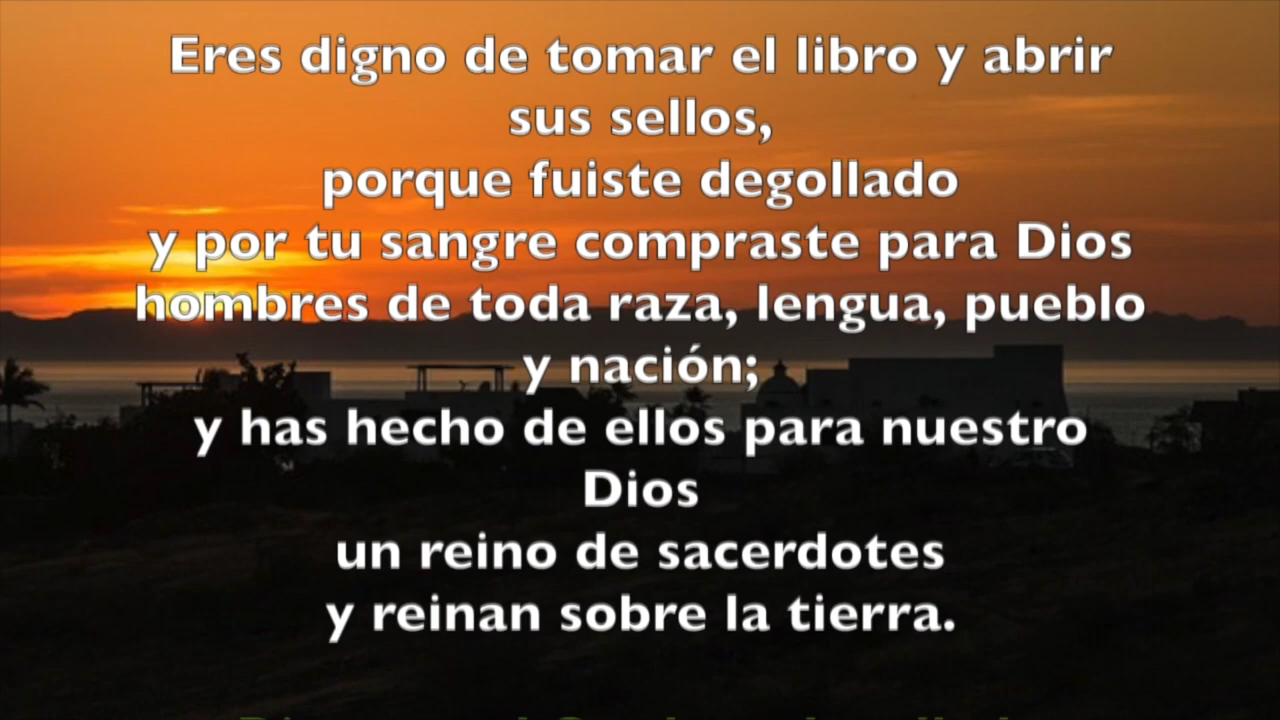 Eres digno de tomar el libro y abrir
sus sellos,
porque fuiste degollado
y por tu sangre compraste para Dios
hombres de toda raza, lengua, pueblo
y nación;
y has hecho de ellos para nuestro
Dios
un reino de sacerdotes
y reinan sobre la tierra.